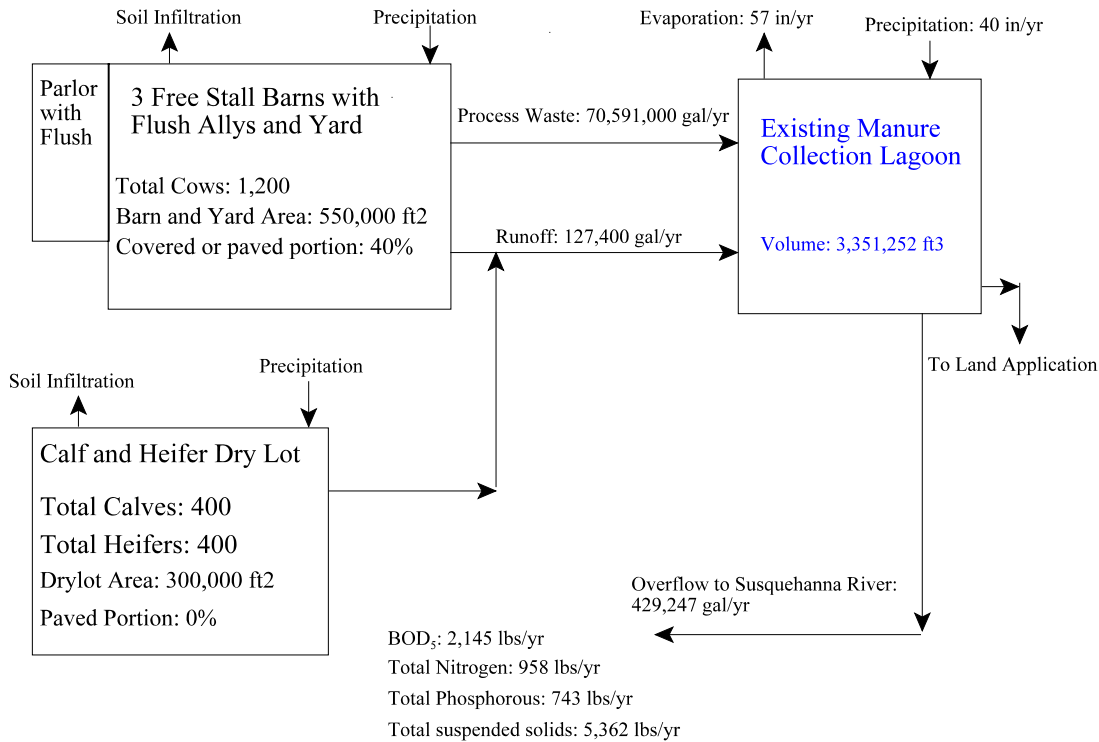 Soil Infiltration
Precipitation
Evaporation: 57 in/yr
Precipitation: 40 in/yr
Parlor
with
Flush
3 Free Stall Barns with
Flush Allys and Yard
Total Cows: 1,200
Barn and Yard Area: 550,000 ft2
Covered or paved portion: 40%
Process Waste: 70,591,000 gal/yr
Runoff: 127,400 gal/yr
Existing Manure
Collection Lagoon
Volume: 3,351,252 ft3
To Land Application
Soil Infiltration
Precipitation
Calf and Heifer Dry Lot
Total Calves: 400
Total Heifers: 400
Drylot Area: 300,000 ft2
Paved Portion: 0%
Overflow to Susquehanna River:
429,247 gal/yr
BOD5: 2,145 lbs/yr
Total Nitrogen: 958 lbs/yr
Total Phosphorous: 743 lbs/yr
Total suspended solids: 5,362 lbs/yr